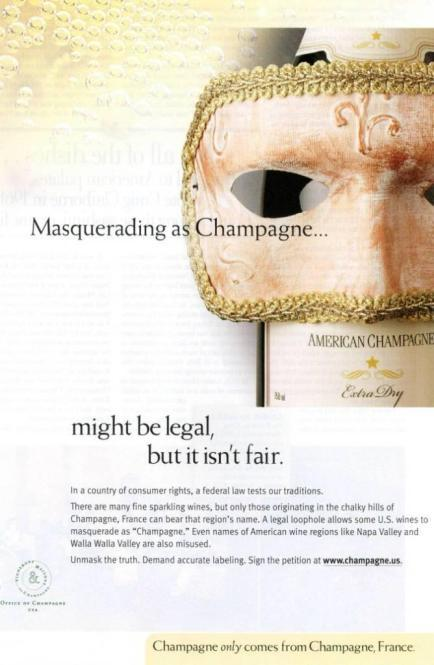 Masquerading as Champagne...
AMERICAN CHAMPAGNE
Extra Dry
might be legal,
but it isn't fair.
In a country of consumer rights, a federal law tests our traditions.
There are many fine sparkling wines, but only those originating in the chalky hills of
Champagne, France can bear that region's name. A legal loophole allows some U.S. wines to
masquerade as "Champagne." Even names of American wine regions like Napa Valley and
Walla Walla Valley are also misused.
Unmask the truth. Demand accurate labeling. Sign the petition at www.champagne.us.
&
OFFICE OF CHAMPAGNE
USA
Champagne only comes from Champagne, France.